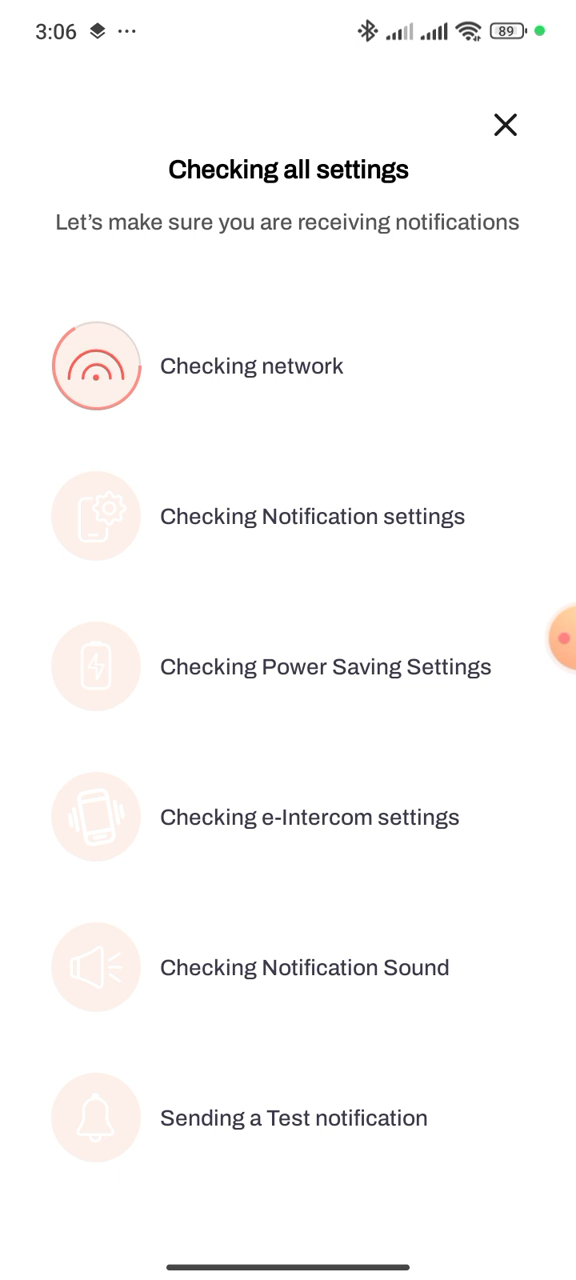 3:06 ··· 89
Checking all settings
Let’s make sure you are receiving notifications
Checking network
Checking Notification settings
Checking Power Saving Settings
Checking e-Intercom settings
Checking Notification Sound
Sending a Test notification